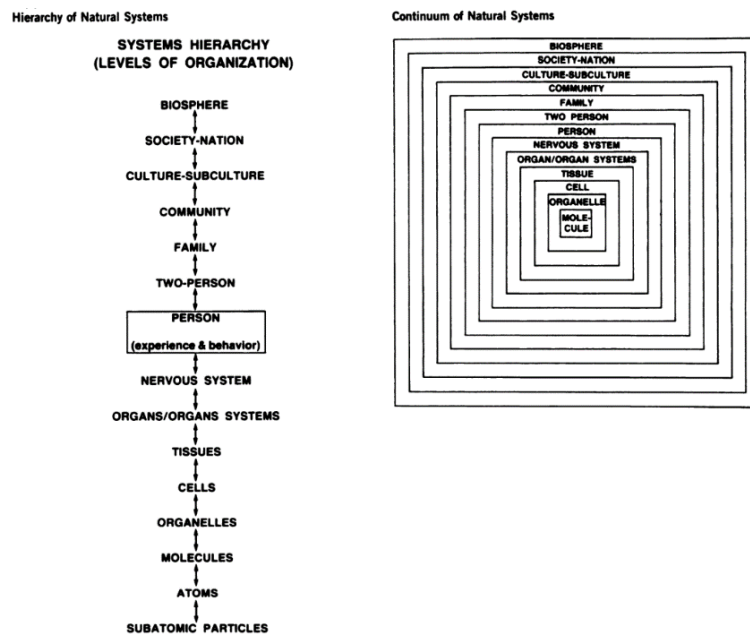 Hierarchy of Natural Systems
SYSTEMS HIERARCHY
(LEVELS OF ORGANIZATION)
BIOSPHERE
SOCIETY-NATION
CULTURE-SUBCULTURE
COMMUNITY
FAMILY
TWO-PERSON
PERSON
(experience & behavior)
NERVOUS SYSTEM
ORGANS/ORGANS SYSTEMS
TISSUES
CELLS
ORGANELLES
MOLECULES
ATOMS
SUBATOMIC PARTICLES
Continuum of Natural Systems
BIOSPHERE
SOCIETY-NATION
CULTURE-SUBCULTURE
COMMUNITY
FAMILY
TWO PERSON
PERSON
NERVOUS SYSTEM
ORGAN/ORGAN SYSTEMS
TISSUE
CELL
ORGANELLE
MOLE-
CULE